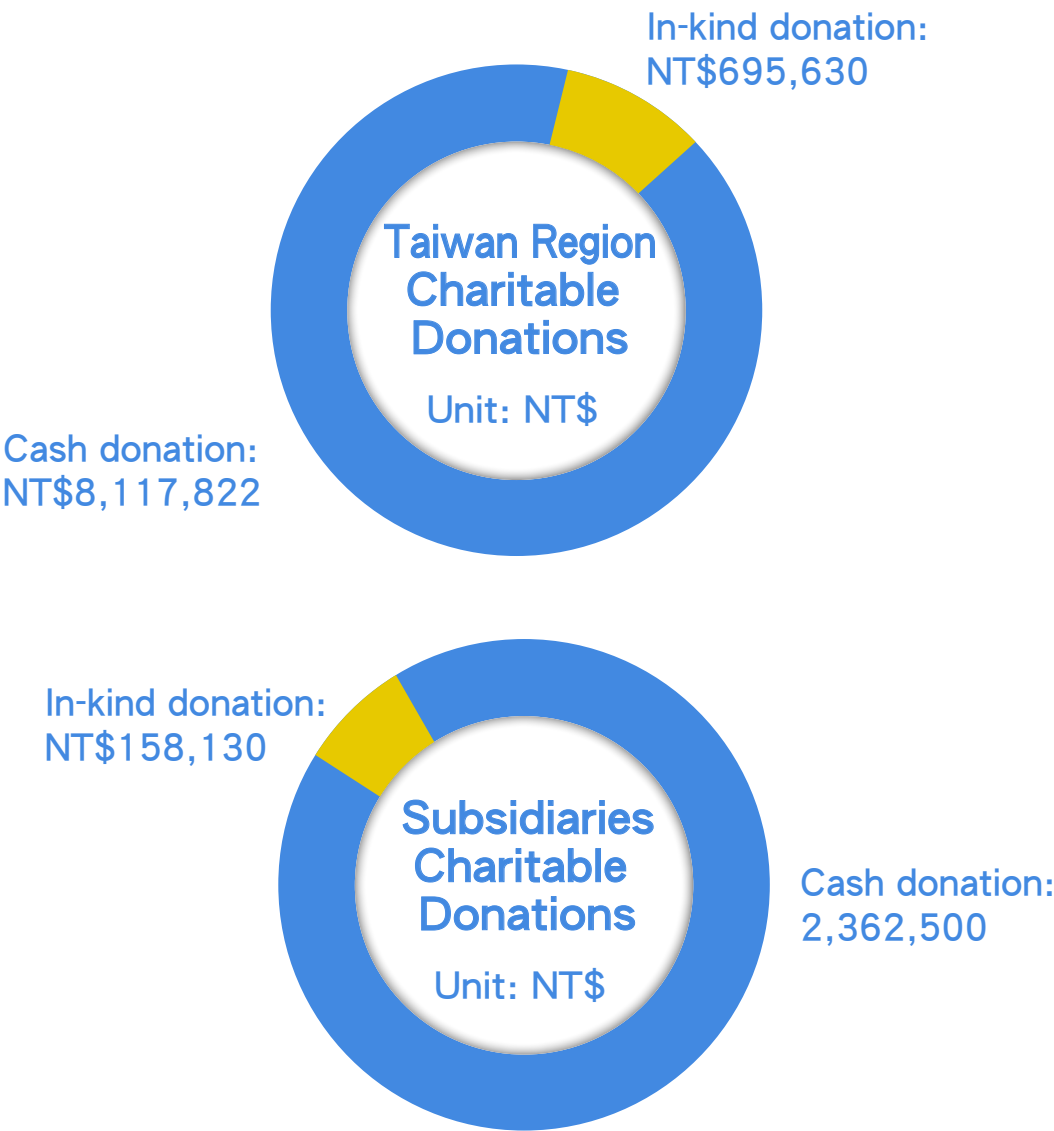 In-kind donation:
NT$695,630
Taiwan Region
Charitable
Donations
Unit: NT$
Cash donation:
NT$8,117,822
In-kind donation:
NT$158,130
Subsidiaries
Charitable
Donations
Unit: NT$
Cash donation:
2,362,500